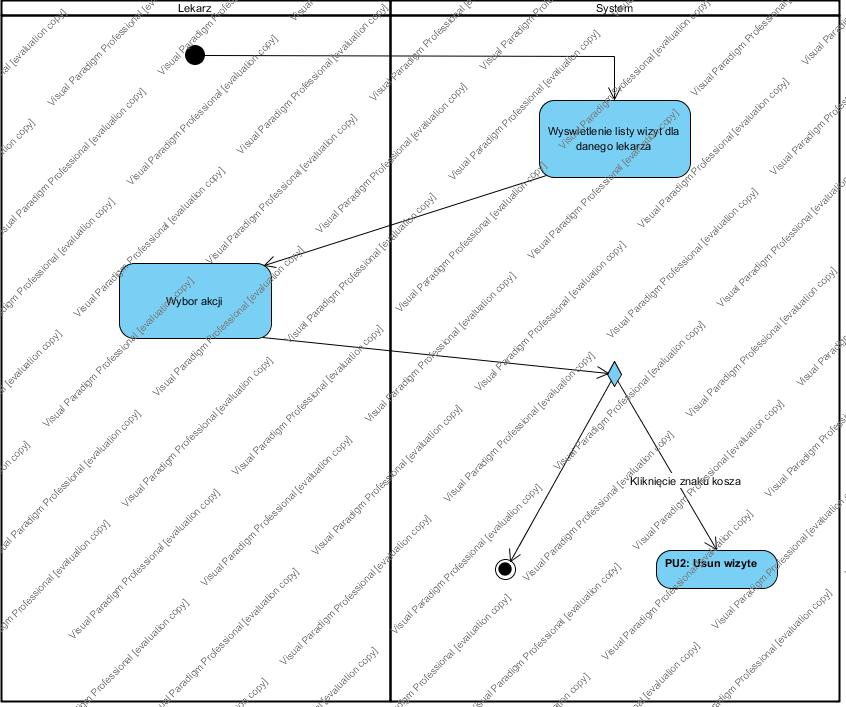 Lekarz
System
Wyswietlenie listy wizyt dla
danego lekarza
Wybor akcji
Kliknięcie znaku kosza
PU2: Usun wizyte
Visual Paradigm Professional [evaluation copy]